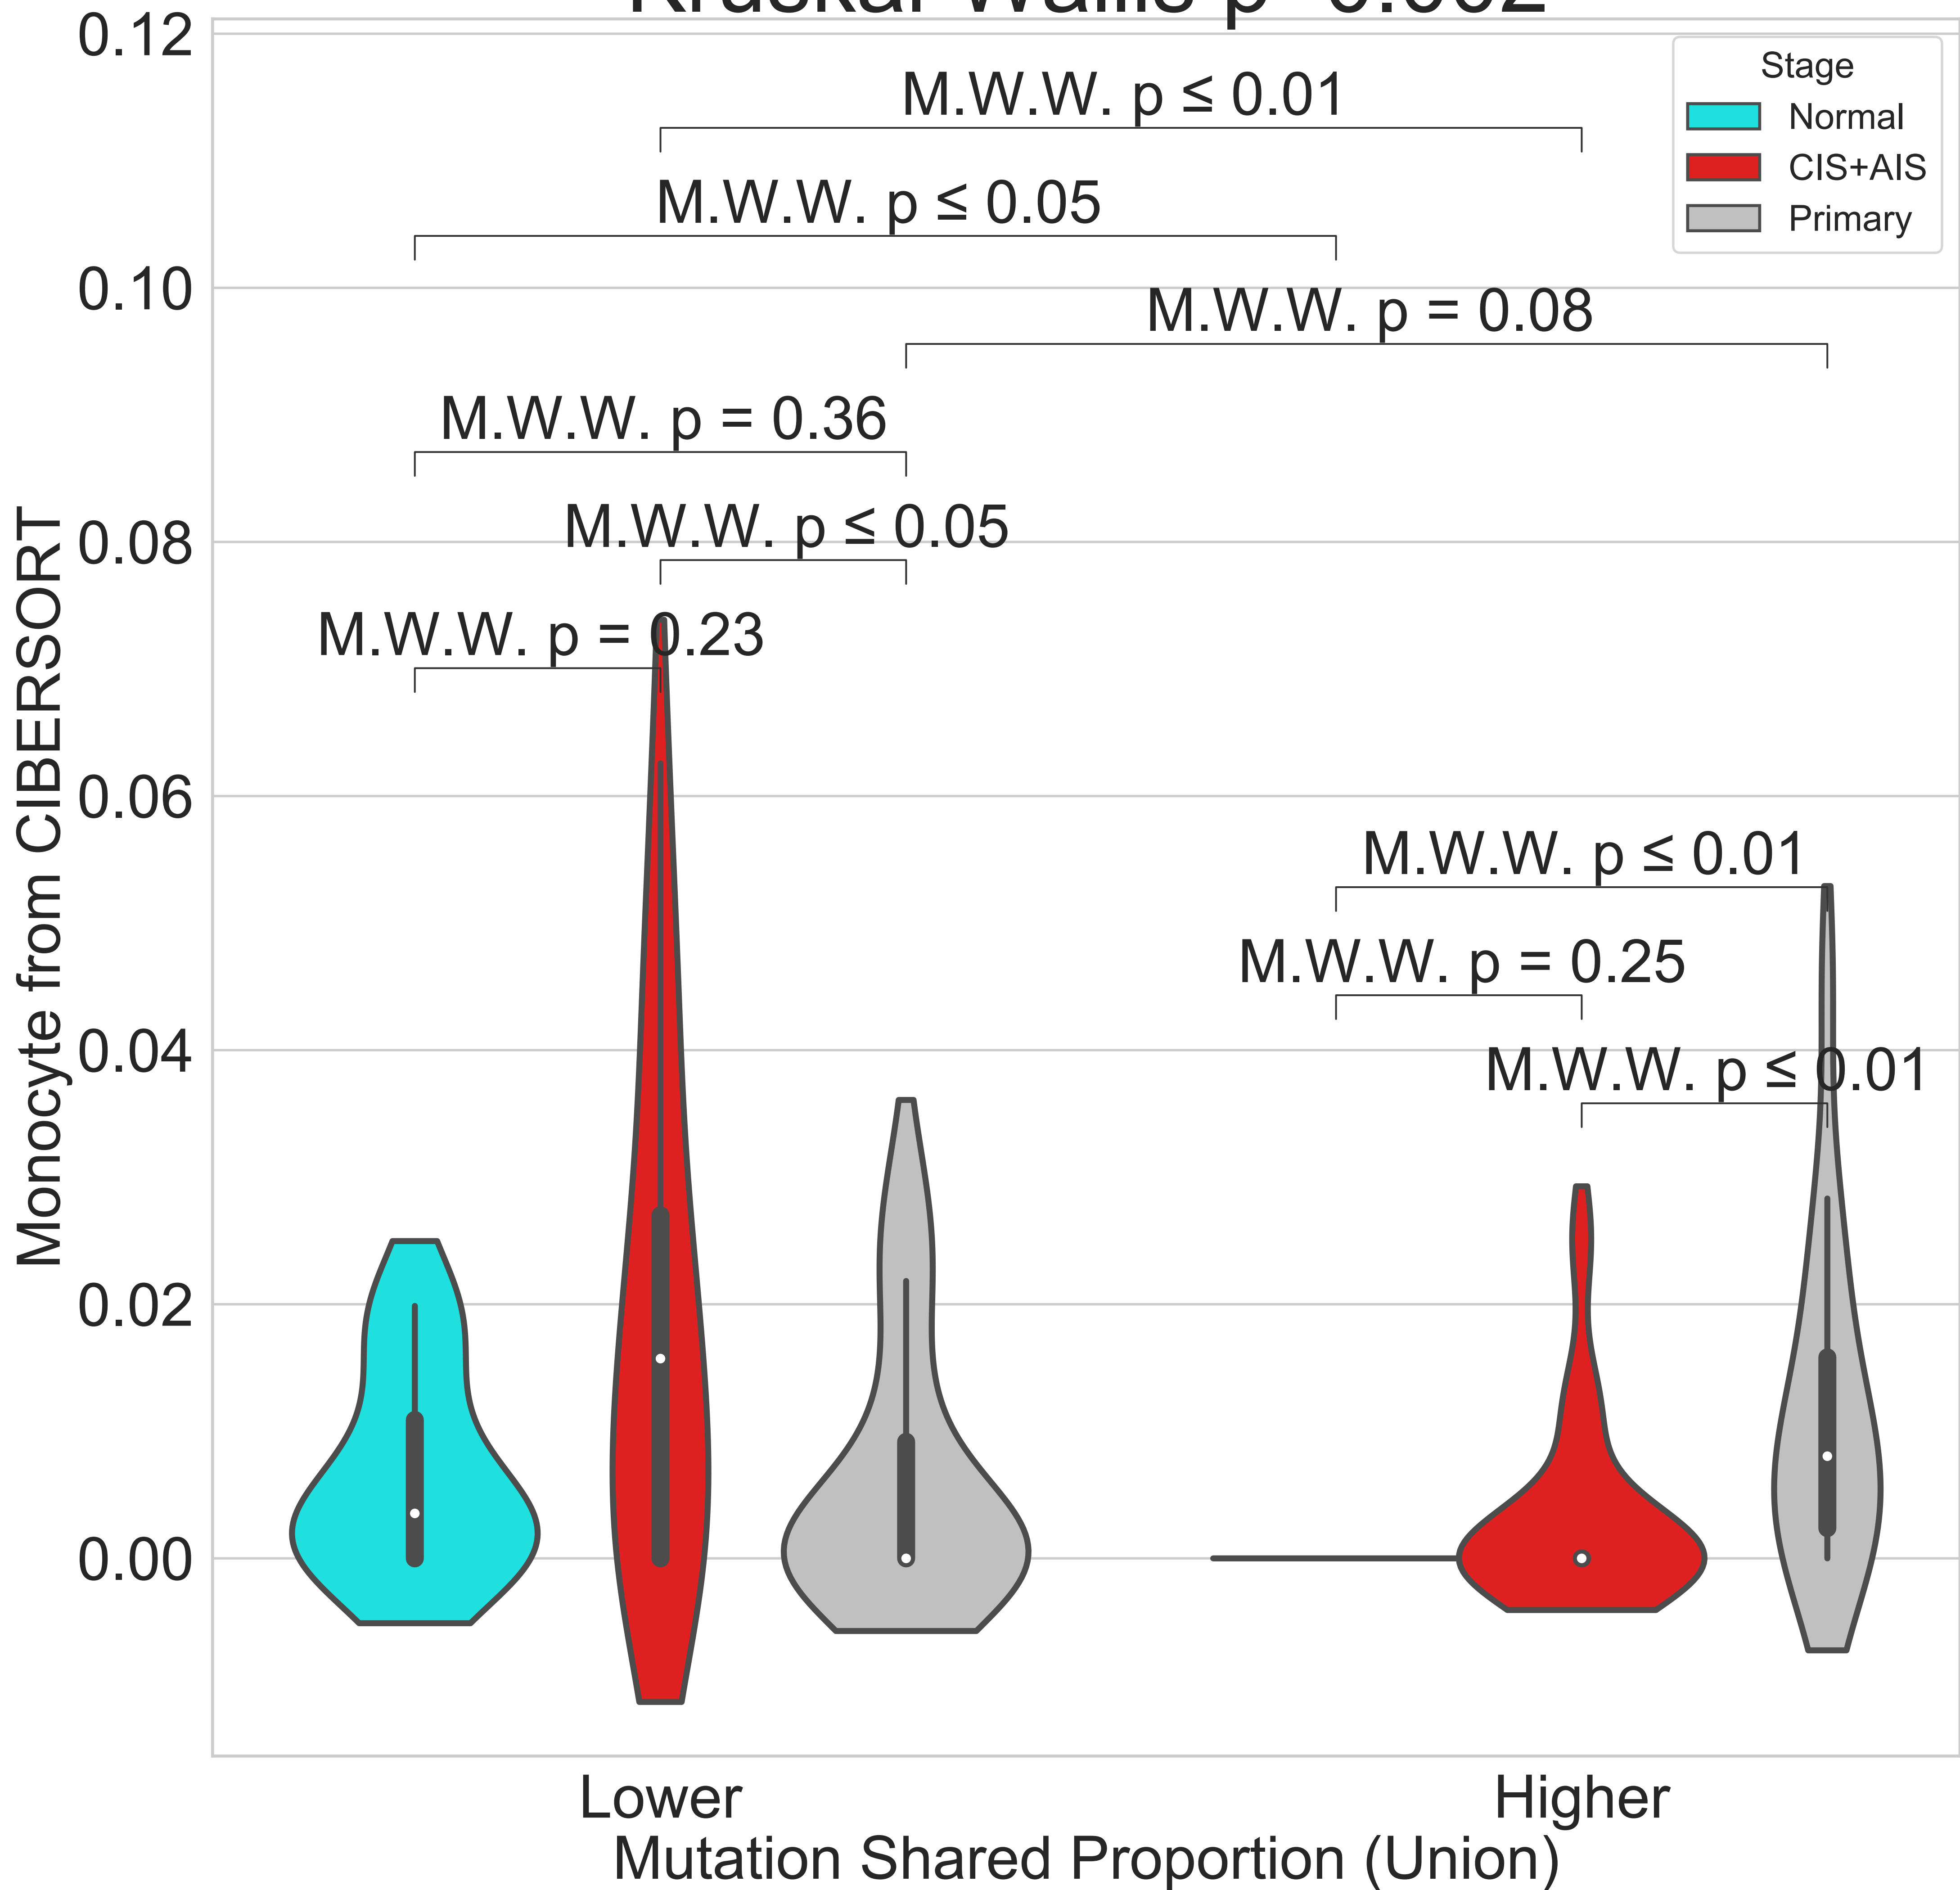 0.12
0.10
0.08
0.06
0.04
0.02
0.00
Monocyte from CIBERSORT
Stage
Normal
CIS+AIS
Primary
M.W.W. p ≤ 0.01
M.W.W. p ≤ 0.05
M.W.W. p = 0.08
M.W.W. p = 0.36
M.W.W. p ≤ 0.05
M.W.W. p = 0.23
M.W.W. p ≤ 0.01
M.W.W. p = 0.25
M.W.W. p ≤ 0.01
Lower
Higher
Mutation Shared Proportion (Union)